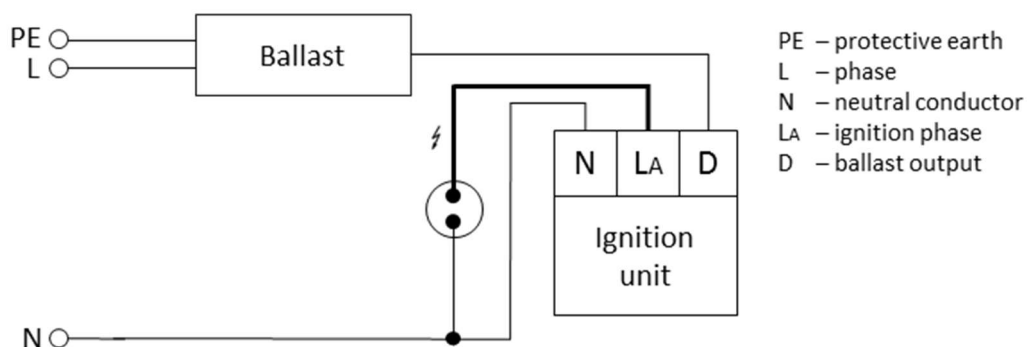 PE
L
Ballast
N
LA
D
Ignition
unit
N
PE – protective earth
L – phase
N – neutral conductor
LA – ignition phase
D – ballast output